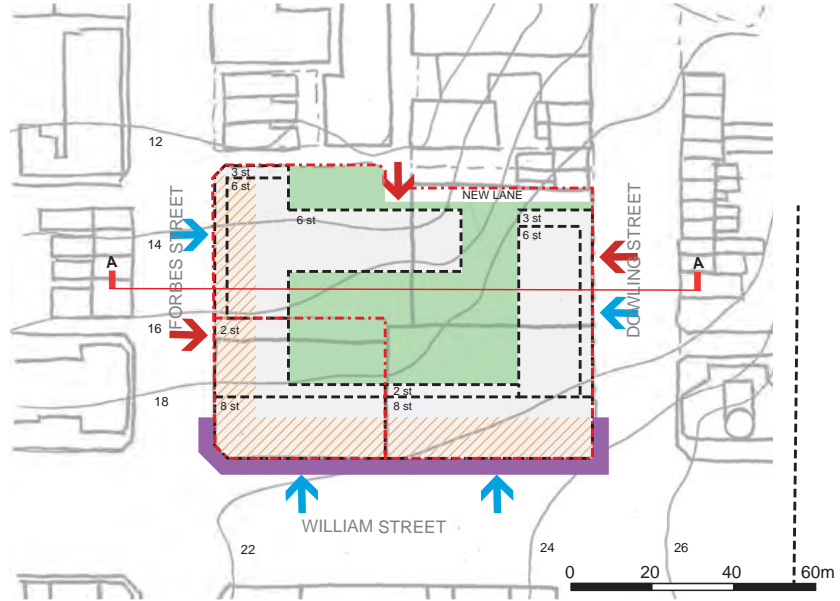 12
3 st
6 st
NEW LANE
6 st
3 st
6 st
FORBES STREET
DOWLING STREET
14
A
A
16
2 st
18
2 st
8 st
8 st
WILLIAM STREET
22
24
26
0 20 40 60m